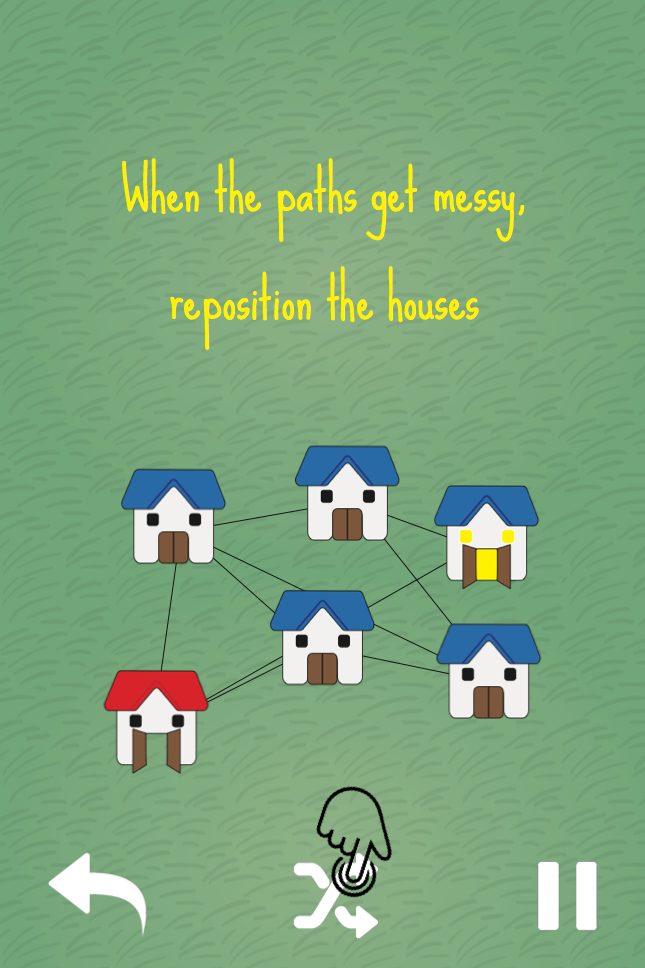 When the paths get messy,
reposition the houses